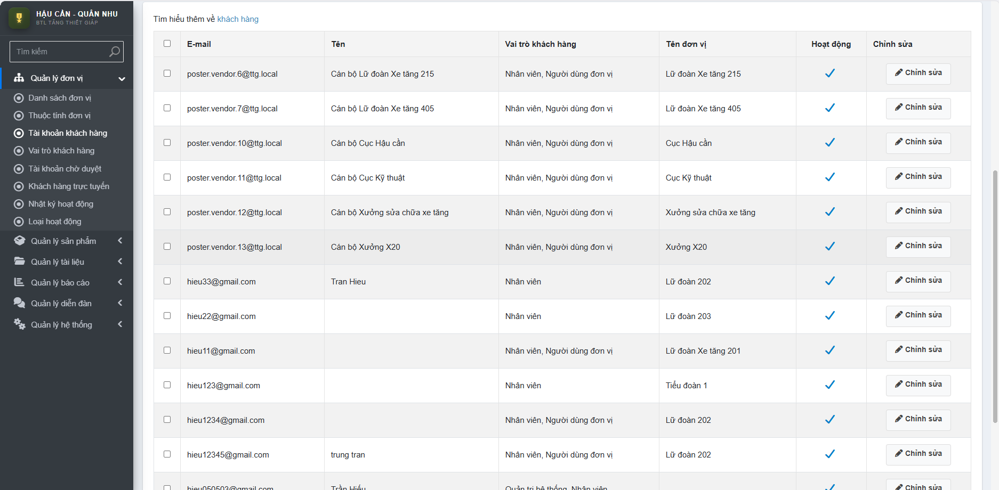 HẬU CẦN - QUÂN NHU
BTL TĂNG THIẾT GIÁP
Tìm kiếm
Quản lý đơn vị
Danh sách đơn vị
Thuộc tính đơn vị
Tài khoản khách hàng
Vai trò khách hàng
Tài khoản chờ duyệt
Khách hàng trực tuyến
Nhật ký hoạt động
Loại hoạt động
Quản lý sản phẩm
Quản lý tài liệu
Quản lý báo cáo
Quản lý diễn đàn
Quản lý hệ thống
Tìm hiểu thêm về khách hàng
E-mail Tên Vai trò khách hàng Tên đơn vị Hoạt động Chỉnh sửa
poster.vendor.6@ttg.local Cán bộ Lữ đoàn Xe tăng 215 Nhân viên, Người dùng đơn vị Lữ đoàn Xe tăng 215 Chỉnh sửa
poster.vendor.7@ttg.local Cán bộ Lữ đoàn Xe tăng 405 Nhân viên, Người dùng đơn vị Lữ đoàn Xe tăng 405 Chỉnh sửa
poster.vendor.10@ttg.local Cán bộ Cục Hậu cần Nhân viên, Người dùng đơn vị Cục Hậu cần Chỉnh sửa
poster.vendor.11@ttg.local Cán bộ Cục Kỹ thuật Nhân viên, Người dùng đơn vị Cục Kỹ thuật Chỉnh sửa
poster.vendor.12@ttg.local Cán bộ Xưởng sửa chữa xe tăng Nhân viên, Người dùng đơn vị Xưởng sửa chữa xe tăng Chỉnh sửa
poster.vendor.13@ttg.local Cán bộ Xưởng X20 Nhân viên, Người dùng đơn vị Xưởng X20 Chỉnh sửa
hieu33@gmail.com Tran Hieu Nhân viên Lữ đoàn 202 Chỉnh sửa
hieu22@gmail.com Nhân viên Lữ đoàn 203 Chỉnh sửa
hieu11@gmail.com Nhân viên, Người dùng đơn vị Lữ đoàn Xe tăng 201 Chỉnh sửa
hieu123@gmail.com Nhân viên Tiểu đoàn 1 Chỉnh sửa
hieu1234@gmail.com Nhân viên, Người dùng đơn vị Lữ đoàn 202 Chỉnh sửa
hieu12345@gmail.com trung tran Nhân viên, Người dùng đơn vị Lữ đoàn 202 Chỉnh sửa
hieu050503@gmail.com Trần Hiếu Quản trị hệ thống, Nhân viên Chỉnh sửa